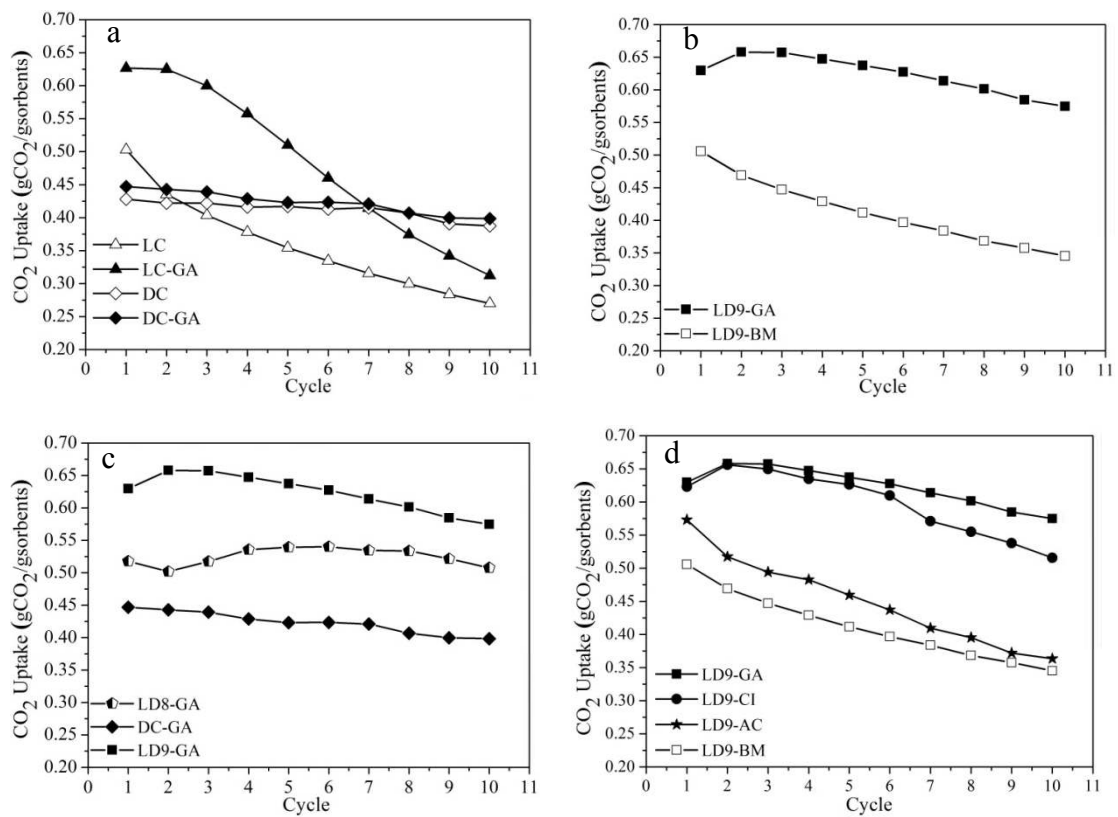 a
CO2 Uptake (gCO2/gsorbents)
0.70
0.65
0.60
0.55
0.50
0.45
0.40
0.35
0.30
0.25
0.20
LC
LC-GA
DC
DC-GA
0 1 2 3 4 5 6 7 8 9 10 11
Cycle
b
CO2 Uptake (gCO2/gsorbents)
0.70
0.65
0.60
0.55
0.50
0.45
0.40
0.35
0.30
0.25
0.20
LD9-GA
LD9-BM
0 1 2 3 4 5 6 7 8 9 10 11
Cycle
c
CO2 Uptake (gCO2/gsorbents)
0.70
0.65
0.60
0.55
0.50
0.45
0.40
0.35
0.30
0.25
0.20
LD8-GA
DC-GA
LD9-GA
0 1 2 3 4 5 6 7 8 9 10 11
Cycle
d
CO2 Uptake (gCO2/gsorbents)
0.70
0.65
0.60
0.55
0.50
0.45
0.40
0.35
0.30
0.25
0.20
LD9-GA
LD9-CI
LD9-AC
LD9-BM
0 1 2 3 4 5 6 7 8 9 10 11
Cycle